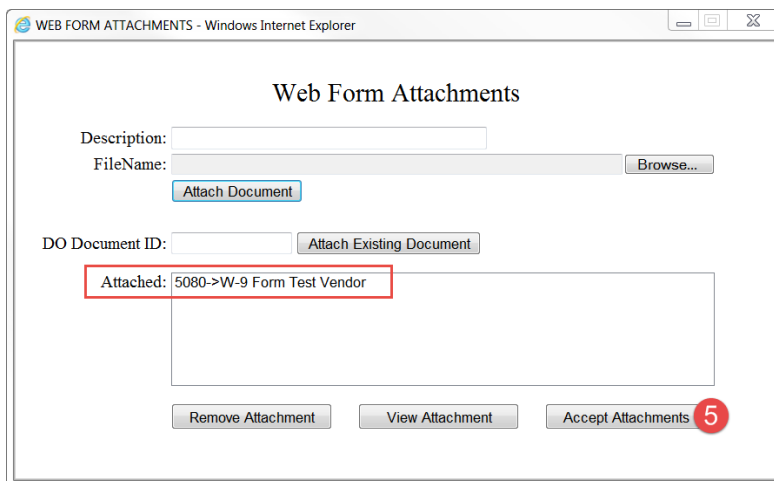 WEB FORM ATTACHMENTS - Windows Internet Explorer
Web Form Attachments
Description:
FileName: Browse...
Attach Document
DO Document ID: Attach Existing Document
Attached: 5080->W-9 Form Test Vendor
Remove Attachment View Attachment Accept Attachments 5